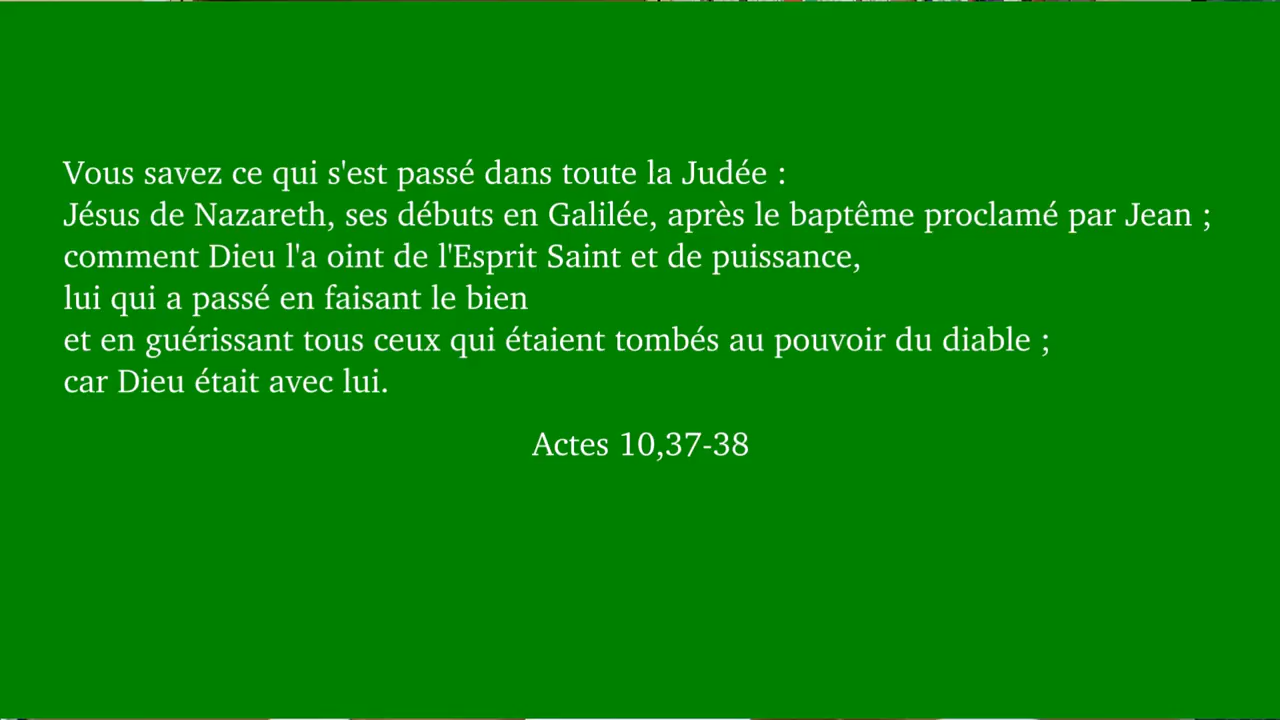 Vous savez ce qui s'est passé dans toute la Judée :
Jésus de Nazareth, ses débuts en Galilée, après le baptême proclamé par Jean ;
comment Dieu l'a oint de l'Esprit Saint et de puissance,
lui qui a passé en faisant le bien
et en guérissant tous ceux qui étaient tombés au pouvoir du diable ;
car Dieu était avec lui.
Actes 10,37-38